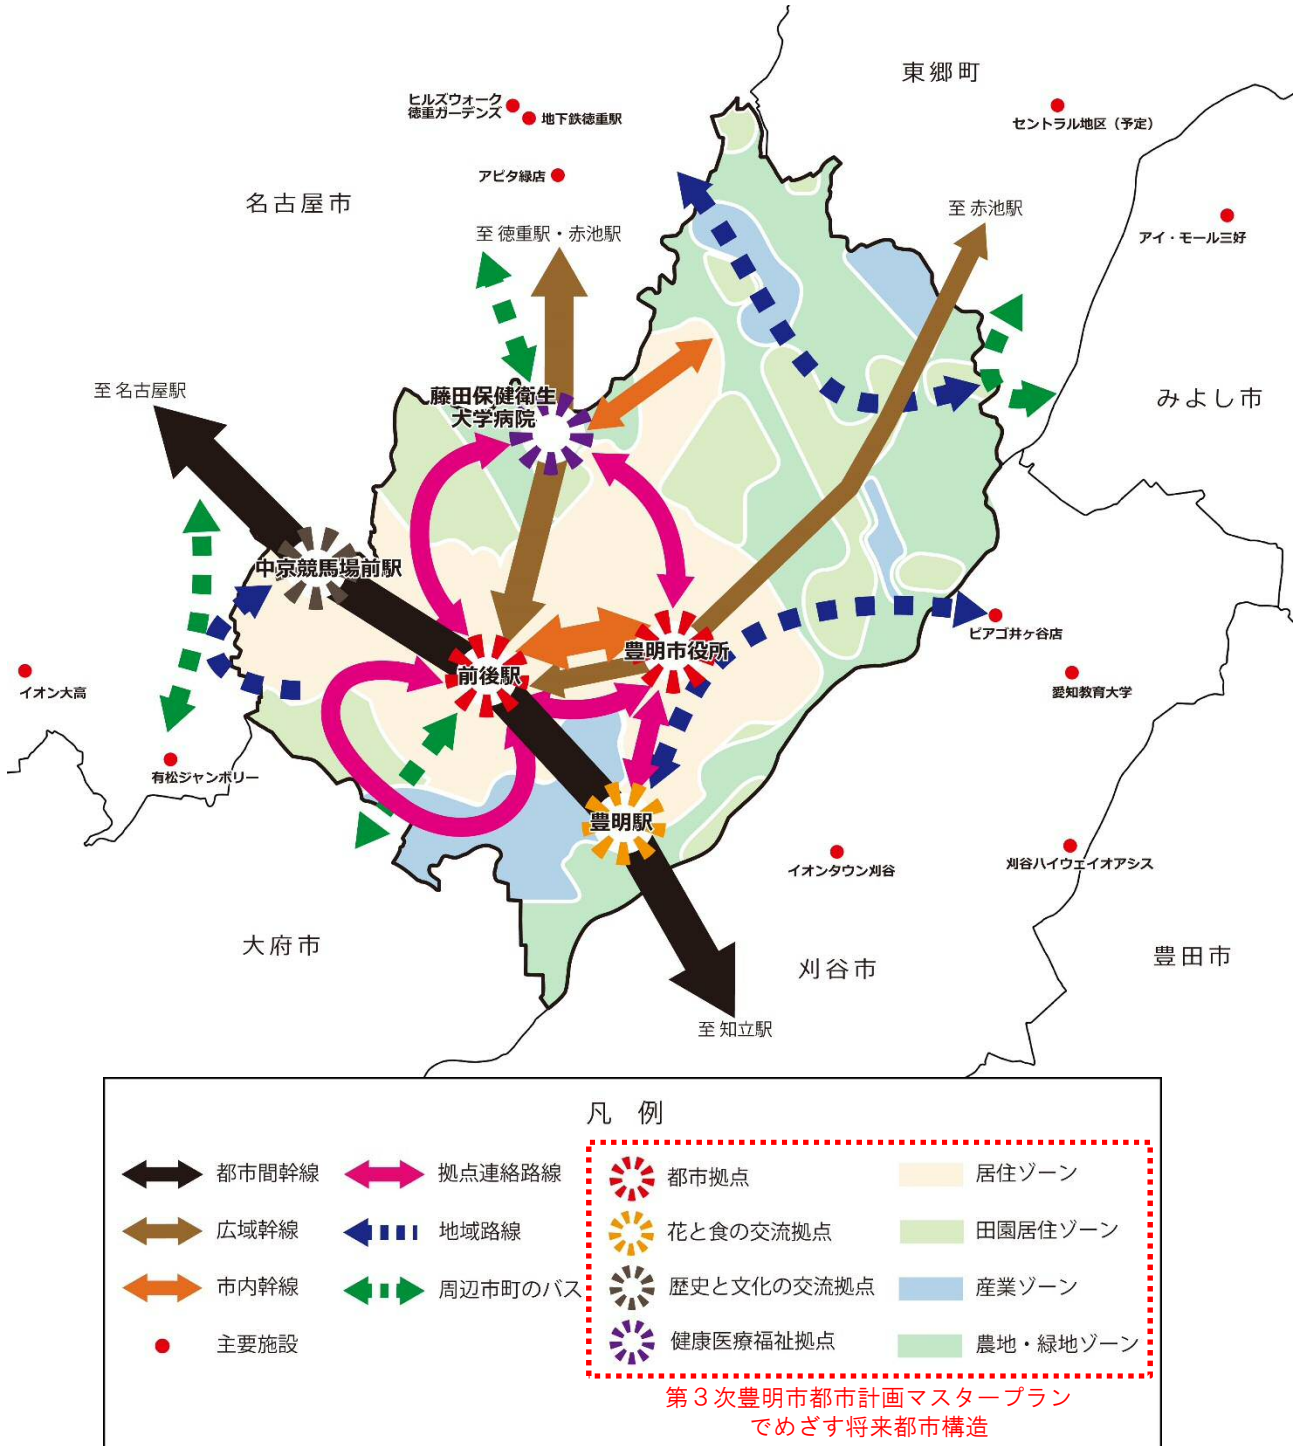 東郷町
ヒルズウォーク
徳重ガーデンズ
地下鉄徳重駅
セントラル地区（予定）
アピタ緑店
名古屋市
至 赤池駅
アイ・モール三好
至 徳重駅・赤池駅
至 名古屋駅
藤田保健衛生
大学病院
みよし市
中京競馬場前駅
ピアゴ井ヶ谷店
豊明市役所
前後駅
イオン大高
愛知教育大学
有松ジャンボリー
豊明駅
イオンタウン刈谷
刈谷ハイウェイオアシス
大府市
刈谷市
豊田市
至 知立駅
凡 例
都市間幹線
拠点連絡路線
都市拠点
居住ゾーン
広域幹線
地域路線
花と食の交流拠点
田園居住ゾーン
市内幹線
周辺市町のバス
歴史と文化の交流拠点
産業ゾーン
主要施設
健康医療福祉拠点
農地・緑地ゾーン
第３次豊明市都市計画マスタープラン
でめざす将来都市構造